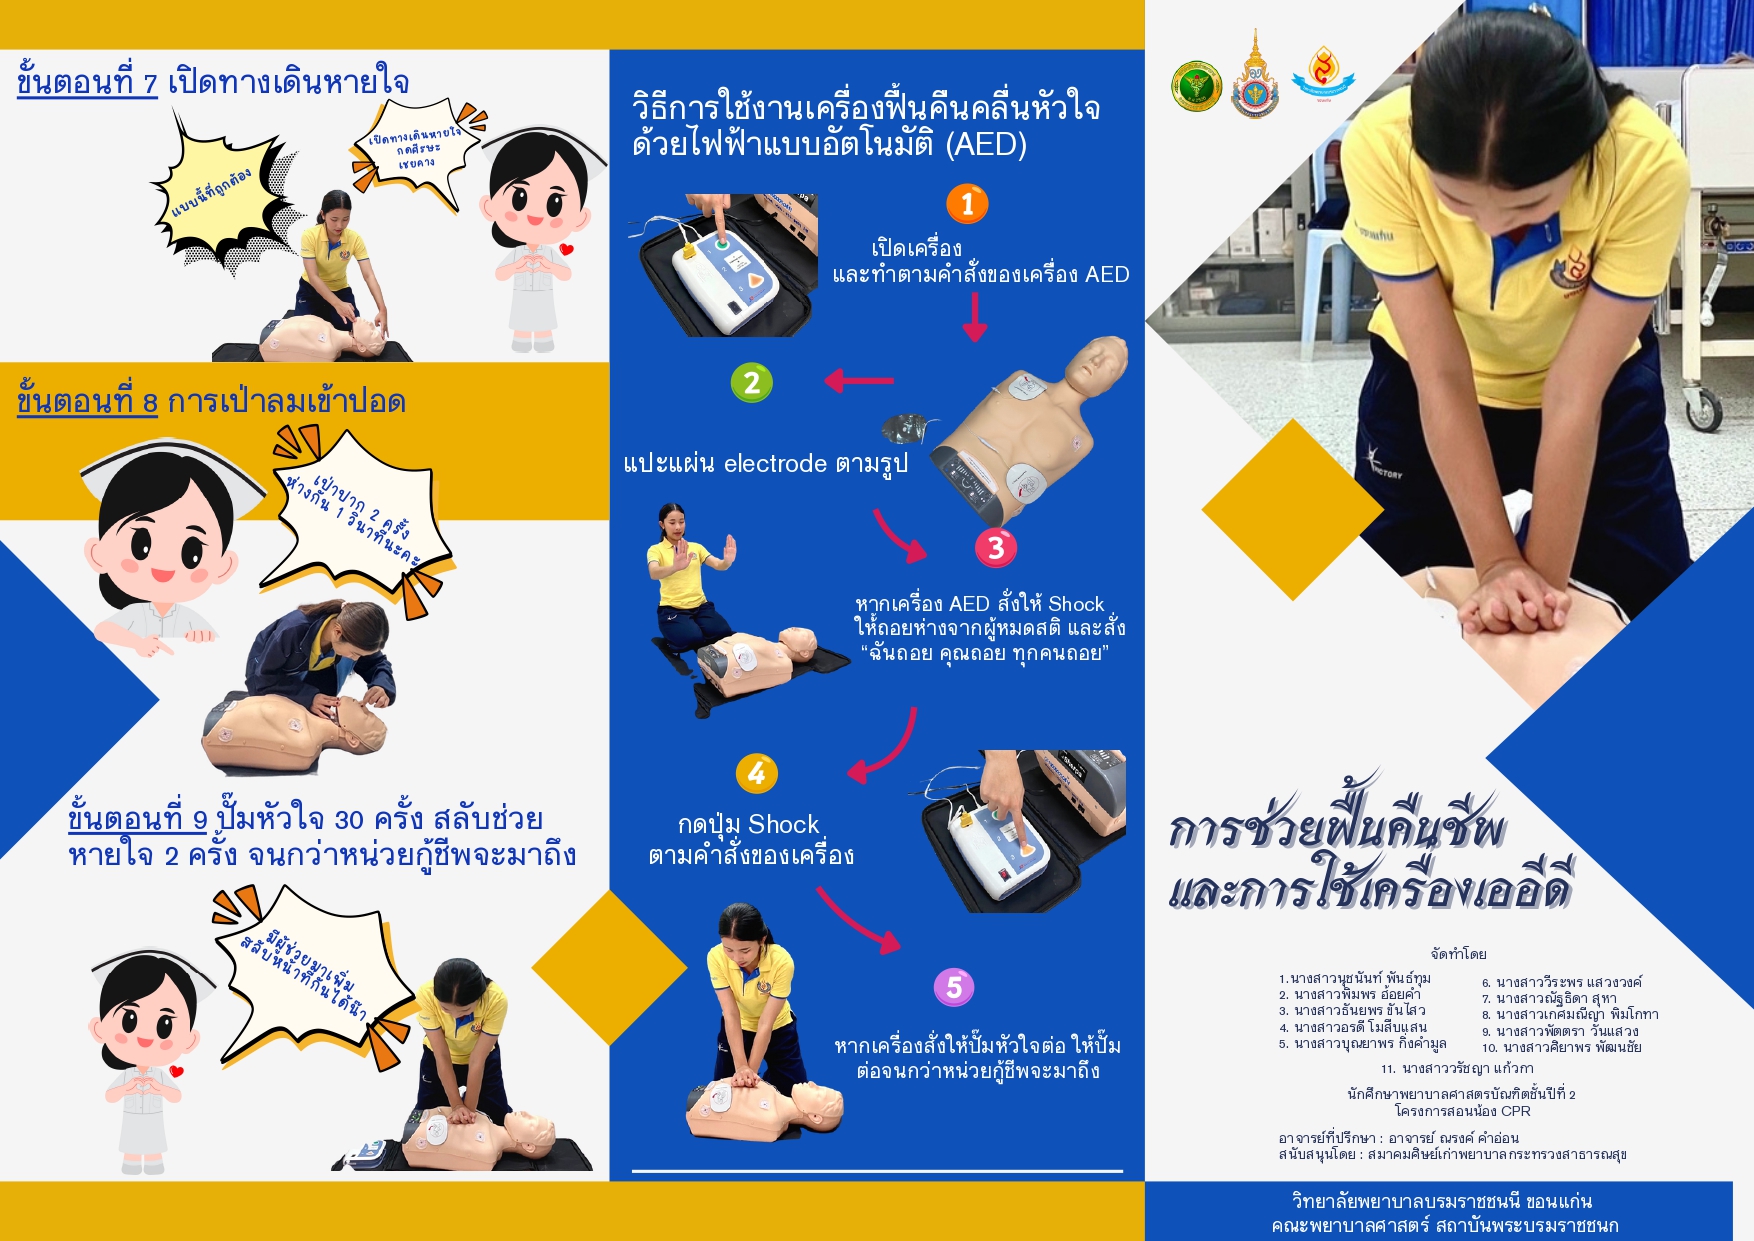 ขั้นตอนที่ 7 เปิดทางเดินหายใจ
แบบนี้ที่ถูกต้อง
เปิดทางเดินหายใจ
กดศีรษะ
เชยคาง
ขั้นตอนที่ 8 การเป่าลมเข้าปอด
เป่าปาก 2 ครั้ง
ห่างกัน 1 วินาทีนะคะ
ขั้นตอนที่ 9 ปั๊มหัวใจ 30 ครั้ง สลับช่วย
หายใจ 2 ครั้ง จนกว่าหน่วยกู้ชีพจะมาถึง
มีผู้ช่วยมาเพิ่ม
สลับหน้าที่กันได้น๊า
วิธีการใช้งานเครื่องฟื้นคืนคลื่นหัวใจ
ด้วยไฟฟ้าแบบอัตโนมัติ (AED)
1
เปิดเครื่อง
และทำตามคำสั่งของเครื่อง AED
2
แปะแผ่น electrode ตามรูป
3
หากเครื่อง AED สั่งให้ Shock
ให้ถอยห่างจากผู้หมดสติ และสั่ง
“ฉันถอย คุณถอย ทุกคนถอย”
4
กดปุ่ม Shock
ตามคำสั่งของเครื่อง
5
หากเครื่องสั่งให้ปั๊มหัวใจต่อ ให้ปั๊ม
ต่อจนกว่าหน่วยกู้ชีพจะมาถึง
VICTORY
การช่วยฟื้นคืนชีพ
และการใช้เครื่องเออีดี
จัดทำโดย
1.นางสาวนุชนันท์ พันธ์ทุม
2. นางสาวพิมพร อ้อยคำ
3. นางสาวธันยพร ขันไสว
4. นางสาวอรดี โมสืบแสน
5. นางสาวบุณยาพร กิ่งคำมูล
6. นางสาววีระพร แสวงวงค์
7. นางสาวณัฐธิดา สุหา
8. นางสาวเกศมณีญา พิมโกทา
9. นางสาวพัตตรา วันแสวง
10. นางสาวศิยาพร พัฒนชัย
11. นางสาววรัชญา แก้วกา
นักศึกษาพยาบาลศาสตรบัณฑิตชั้นปีที่ 2
โครงการสอนน้อง CPR
อาจารย์ที่ปรึกษา : อาจารย์ ณรงค์ คำอ่อน
สนับสนุนโดย : สมาคมศิษย์เก่าพยาบาลกระทรวงสาธารณสุข
วิทยาลัยพยาบาลบรมราชชนนี ขอนแก่น
คณะพยาบาลศาสตร์ สถาบันพระบรมราชชนก